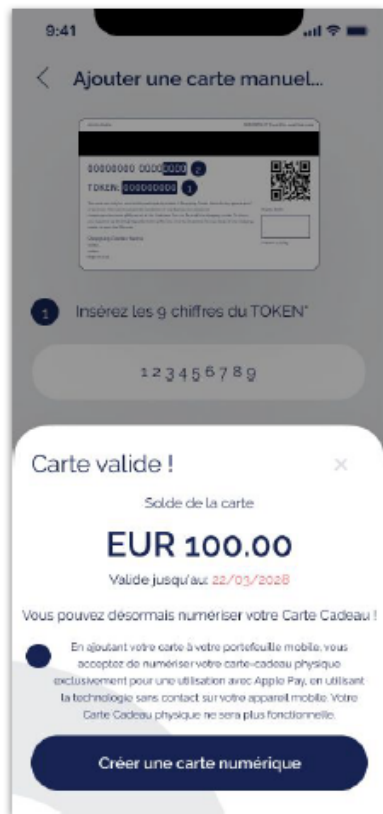 9:41
Ajouter une carte manuel...
00000000 00000000 2
TOKEN: 000000000 1
1 Insérez les 9 chiffres du TOKEN*
123456789
Carte valide !
Solde de la carte
EUR 100.00
Valide jusqu'au: 22/03/2028
Vous pouvez désormais numériser votre Carte Cadeau !
En ajoutant votre carte à votre portefeuille mobile, vous
acceptez de numériser votre carte-cadeau physique
exclusivement pour une utilisation avec Apple Pay, en utilisant
la technologie sans contact sur votre appareil mobile. Votre
Carte Cadeau physique ne sera plus fonctionnelle.
Créer une carte numérique